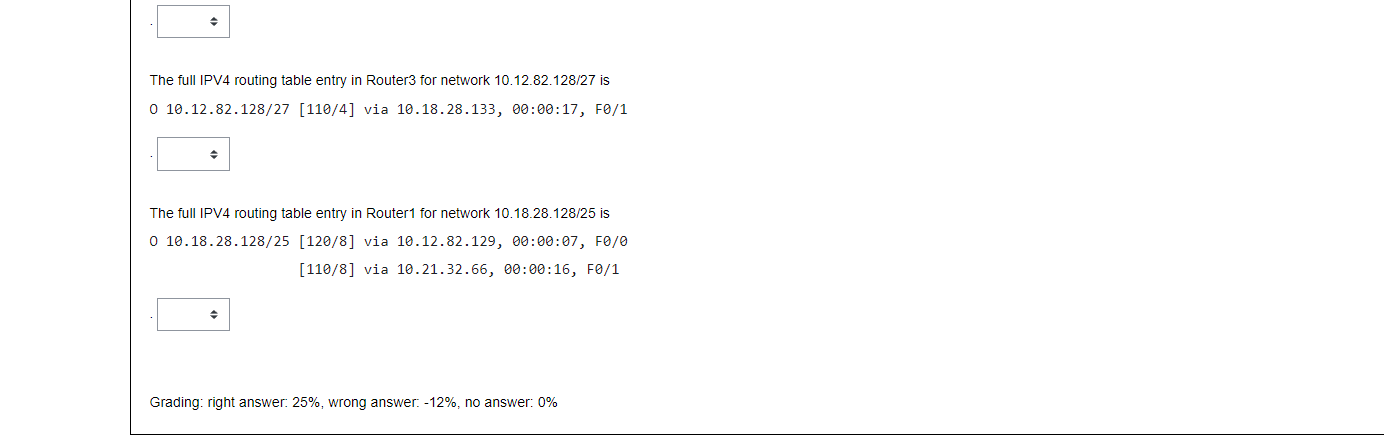 .
The full IPV4 routing table entry in Router3 for network 10.12.82.128/27 is
O 10.12.82.128/27 [110/4] via 10.18.28.133, 00:00:17, F0/1
.
The full IPV4 routing table entry in Router1 for network 10.18.28.128/25 is
O 10.18.28.128/25 [120/8] via 10.12.82.129, 00:00:07, F0/0
[110/8] via 10.21.32.66, 00:00:16, F0/1
.
Grading: right answer: 25%, wrong answer: -12%, no answer: 0%